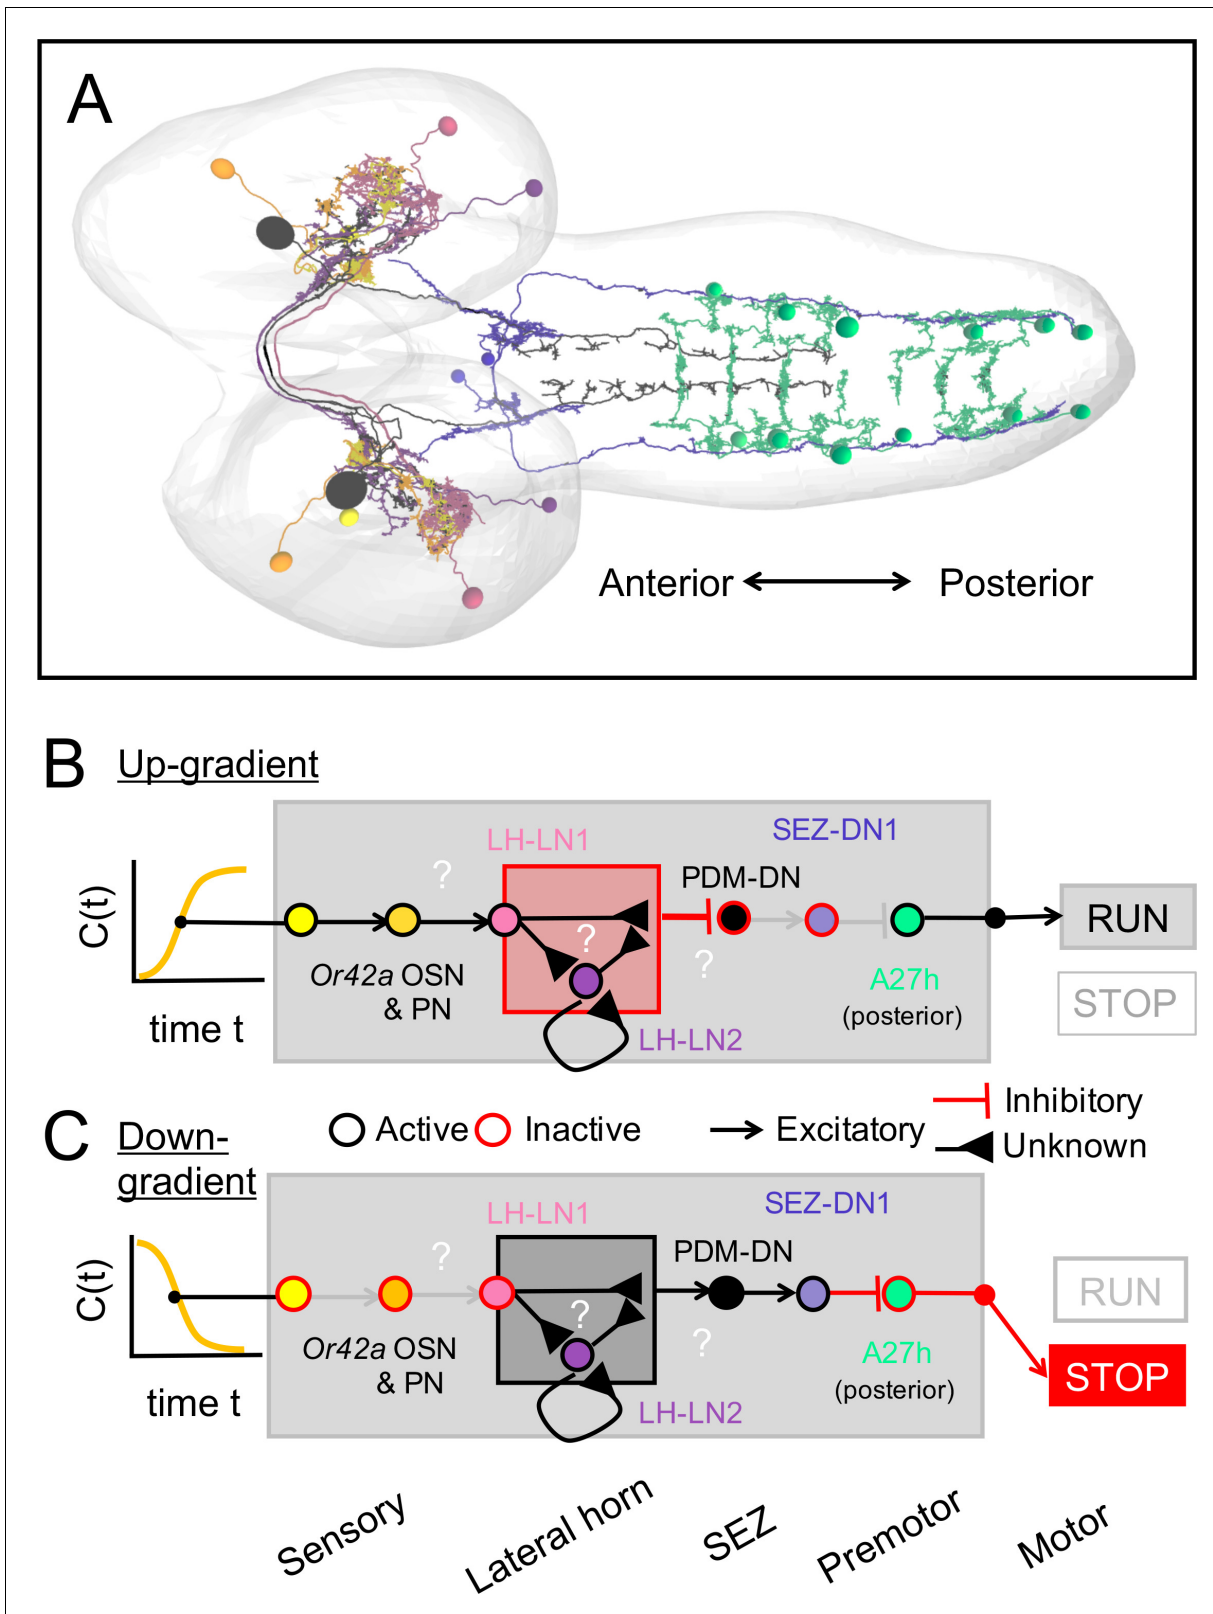 A
Anterior
Posterior
B
Up-gradient
C(t)
time t
?
LH-LN1
SEZ-DN1
PDM-DN
?
?
Or42a OSN
& PN
LH-LN2
A27h
(posterior)
RUN
STOP
C
Down-
gradient
Active
Inactive
Excitatory
Inhibitory
Unknown
C(t)
time t
?
LH-LN1
SEZ-DN1
PDM-DN
?
?
Or42a OSN
& PN
LH-LN2
A27h
(posterior)
RUN
STOP
Sensory
Lateral horn
SEZ
Premotor
Motor